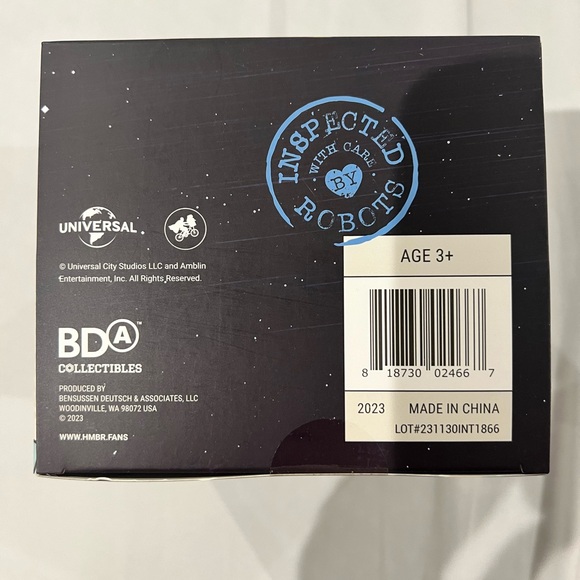 INSPECTED
WITH CARE
BY
ROBOTS
UNIVERSAL
© Universal City Studios LLC and Amblin
Entertainment, Inc. All Rights Reserved.
BDA™
COLLECTIBLES
PRODUCED BY
BENSUSSEN DEUTSCH & ASSOCIATES, LLC
WOODINVILLE, WA 98072 USA
© 2023
WWW.HMBR.FANS
AGE 3+
8 18730 02466 7
2023 MADE IN CHINA
LOT#231130INT1866